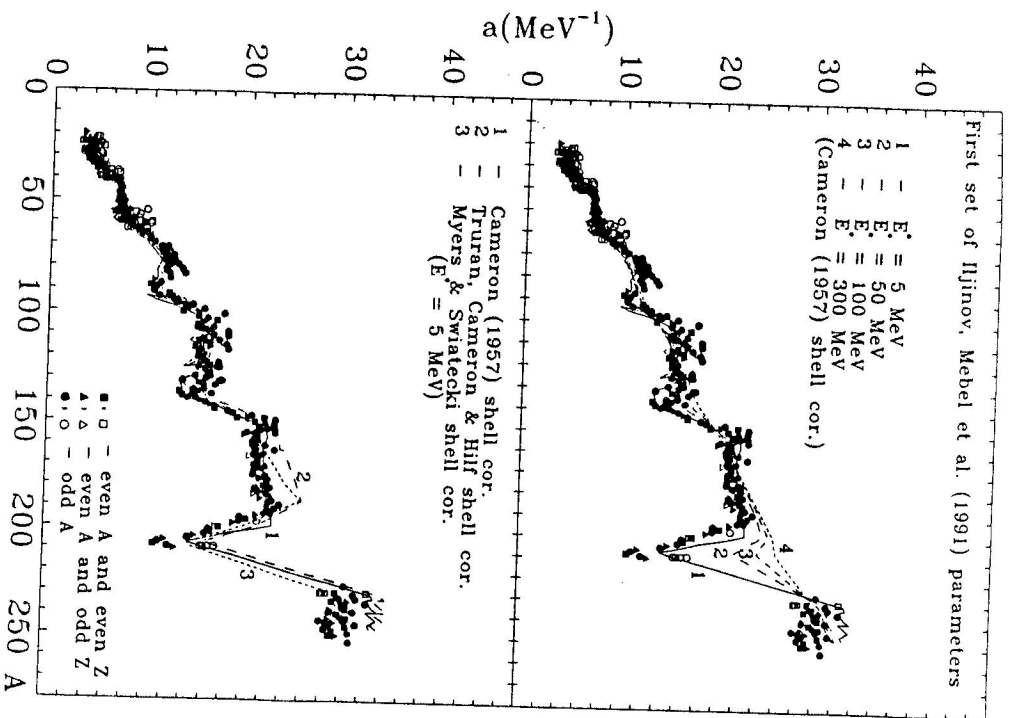 First set of Iljinov, Mebel et al. (1991) parameters
1 — E* = 5 MeV
2 — E* = 50 MeV
3 — E* = 100 MeV
4 — E* = 300 MeV
(Cameron (1957) shell cor.)
4
3
2
1
40
30
20
10
0
a(MeV⁻¹)
1 — Cameron (1957) shell cor.
2 — Truran, Cameron & Hilf shell cor.
3 — Myers & Swiatecki shell cor.
(E* = 5 MeV)
2
1
3
■,□ — even A and even Z
▲,△ — even A and odd Z
●,○ — odd A
40
30
20
10
0
0 50 100 150 200 250 A